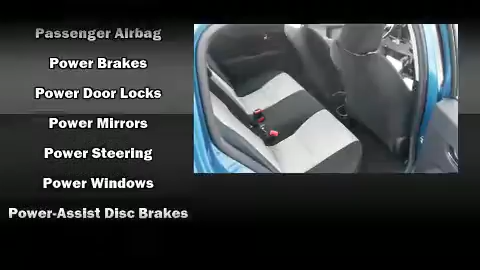 Passenger Airbag
Power Brakes
Power Door Locks
Power Mirrors
Power Steering
Power Windows
Power-Assist Disc Brakes